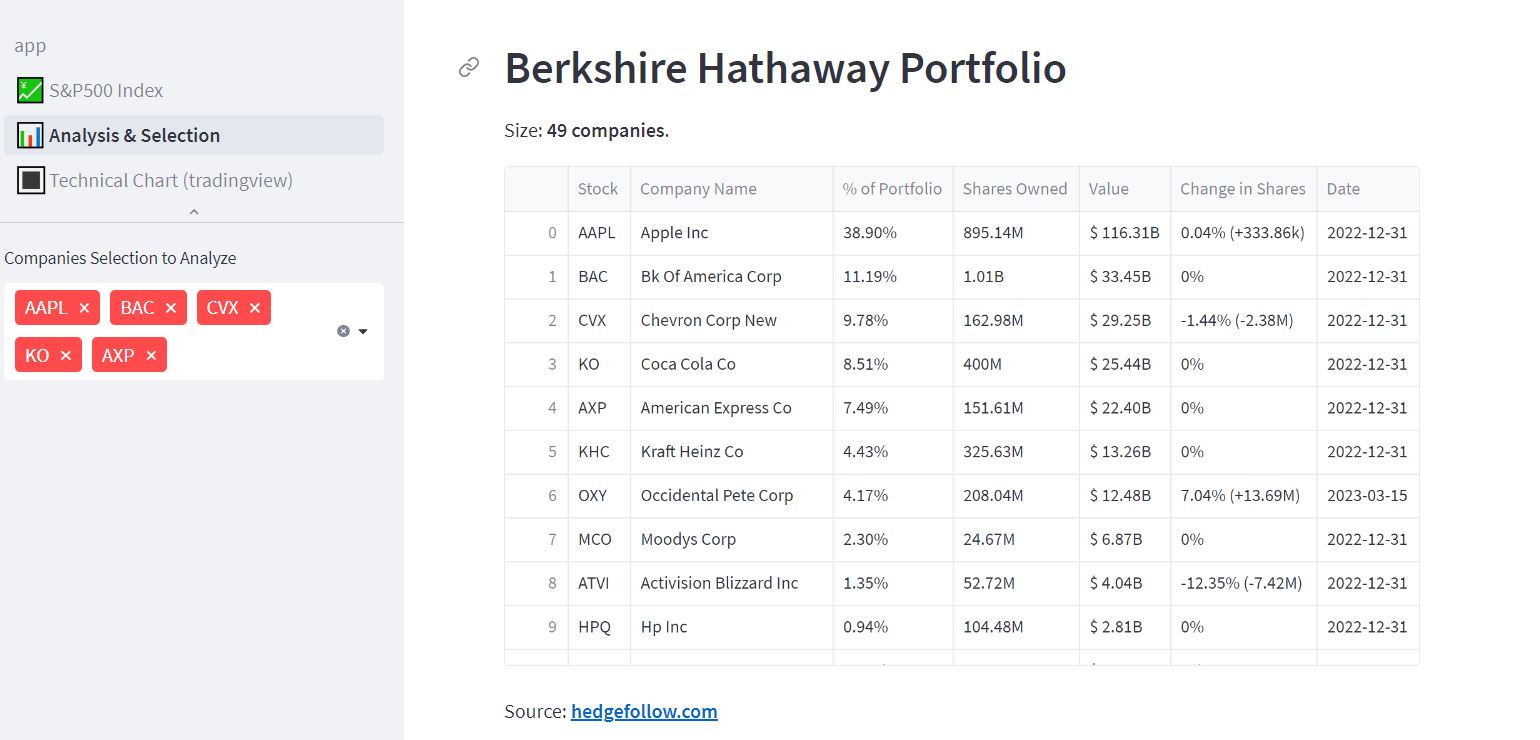 app
S&P500 Index
Analysis & Selection
Technical Chart (tradingview)
Companies Selection to Analyze
AAPL × BAC × CVX ×
KO × AXP ×
Berkshire Hathaway Portfolio
Size: 49 companies.
Stock Company Name % of Portfolio Shares Owned Value Change in Shares Date
0 AAPL Apple Inc 38.90% 895.14M $ 116.31B 0.04% (+333.86k) 2022-12-31
1 BAC Bk Of America Corp 11.19% 1.01B $ 33.45B 0% 2022-12-31
2 CVX Chevron Corp New 9.78% 162.98M $ 29.25B -1.44% (-2.38M) 2022-12-31
3 KO Coca Cola Co 8.51% 400M $ 25.44B 0% 2022-12-31
4 AXP American Express Co 7.49% 151.61M $ 22.40B 0% 2022-12-31
5 KHC Kraft Heinz Co 4.43% 325.63M $ 13.26B 0% 2022-12-31
6 OXY Occidental Pete Corp 4.17% 208.04M $ 12.48B 7.04% (+13.69M) 2023-03-15
7 MCO Moodys Corp 2.30% 24.67M $ 6.87B 0% 2022-12-31
8 ATVI Activision Blizzard Inc 1.35% 52.72M $ 4.04B -12.35% (-7.42M) 2022-12-31
9 HPQ Hp Inc 0.94% 104.48M $ 2.81B 0% 2022-12-31
Source: hedgefollow.com